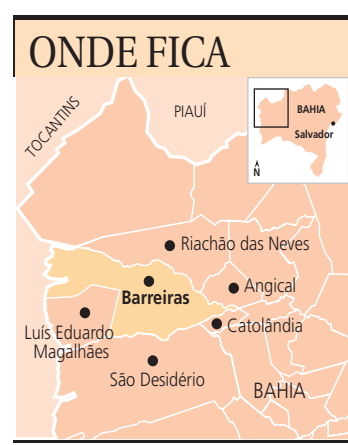 ONDE FICA
TOCANTINS
PIAUÍ
BAHIA
Salvador
N
Riachão das Neves
Barreiras
Angical
Luís Eduardo
Magalhães
Catolândia
São Desidério
BAHIA